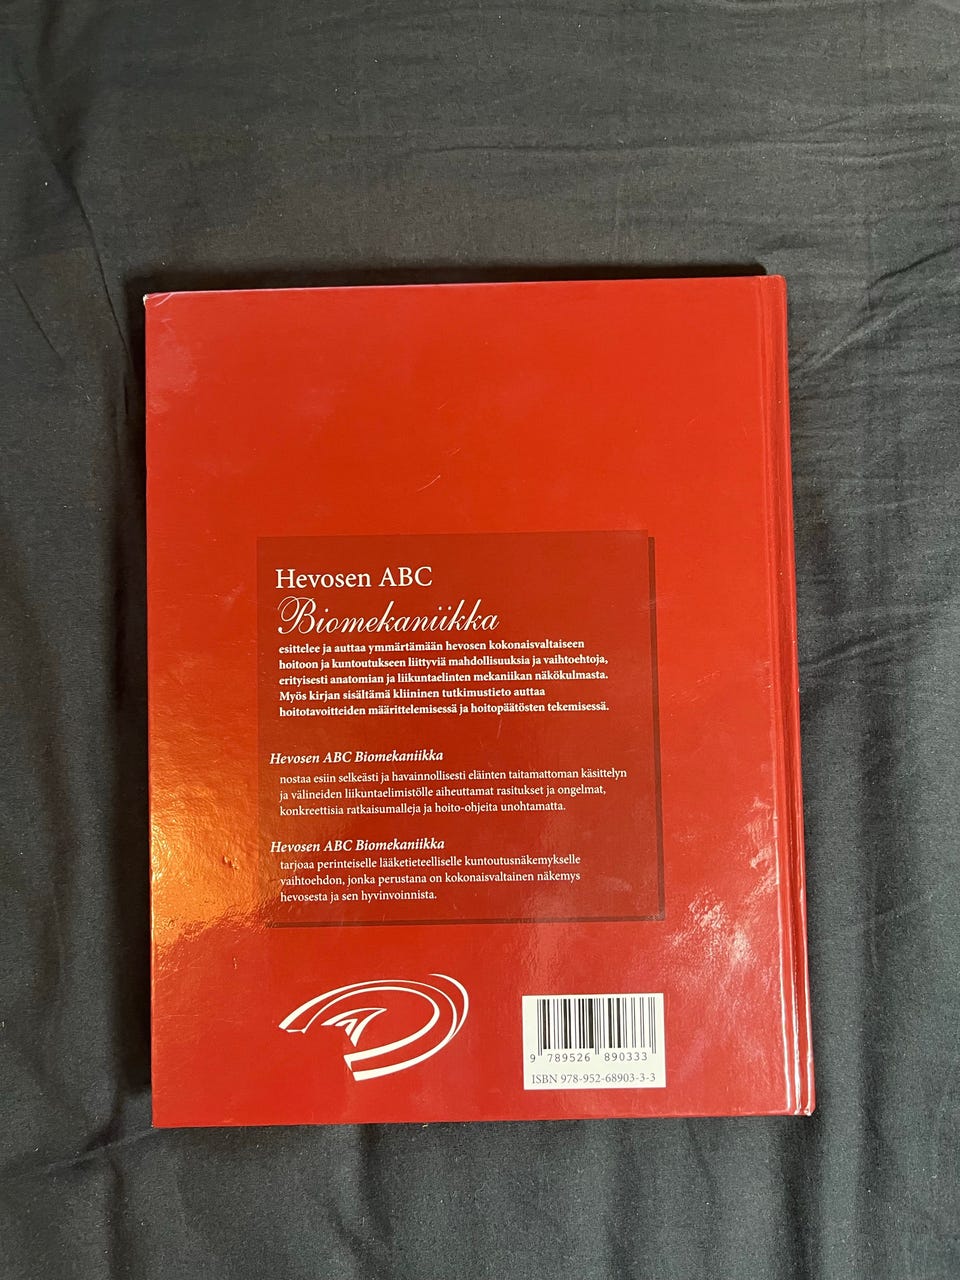 Hevosen ABC
Biomekaniikka
esittelee ja auttaa ymmärtämään hevosen kokonaisvaltaiseen
hoitoon ja kuntoutukseen liittyviä mahdollisuuksia ja vaihtoehtoja,
erityisesti anatomian ja liikuntaelinten mekaniikan näkökulmasta.
Myös kirjan sisältämä kliininen tutkimustieto auttaa
hoitotavoitteiden määrittelemisessä ja hoitopäätösten tekemisessä.
Hevosen ABC Biomekaniikka
nostaa esiin selkeästi ja havainnollisesti eläinten taitamattoman käsittelyn
ja välineiden liikuntaelimistölle aiheuttamat rasitukset ja ongelmat,
konkreettisia ratkaisumalleja ja hoito-ohjeita unohtamatta.
Hevosen ABC Biomekaniikka
tarjoaa perinteiselle lääketieteelliselle kuntoutusnäkemykselle
vaihtoehdon, jonka perustana on kokonaisvaltainen näkemys
hevosesta ja sen hyvinvoinnista.
9 789526 890333
ISBN 978-952-68903-3-3